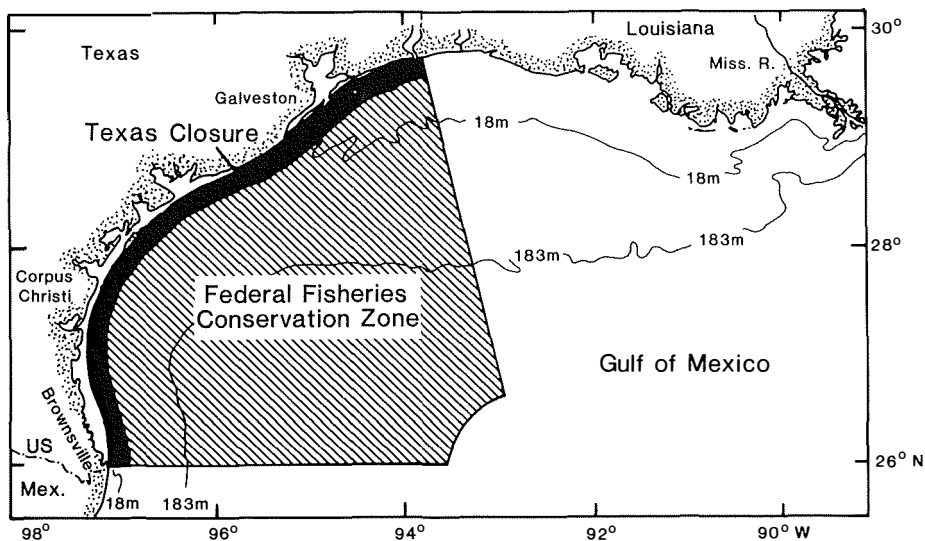 Texas
Louisiana
30°
Miss. R.
Galveston
Texas Closure
18m
18m
183m
183m
28°
Corpus
Christi
Federal Fisheries
Conservation Zone
Gulf of Mexico
Brownsville
US
Mex.
18m
183m
26° N
98°
96°
94°
92°
90° W